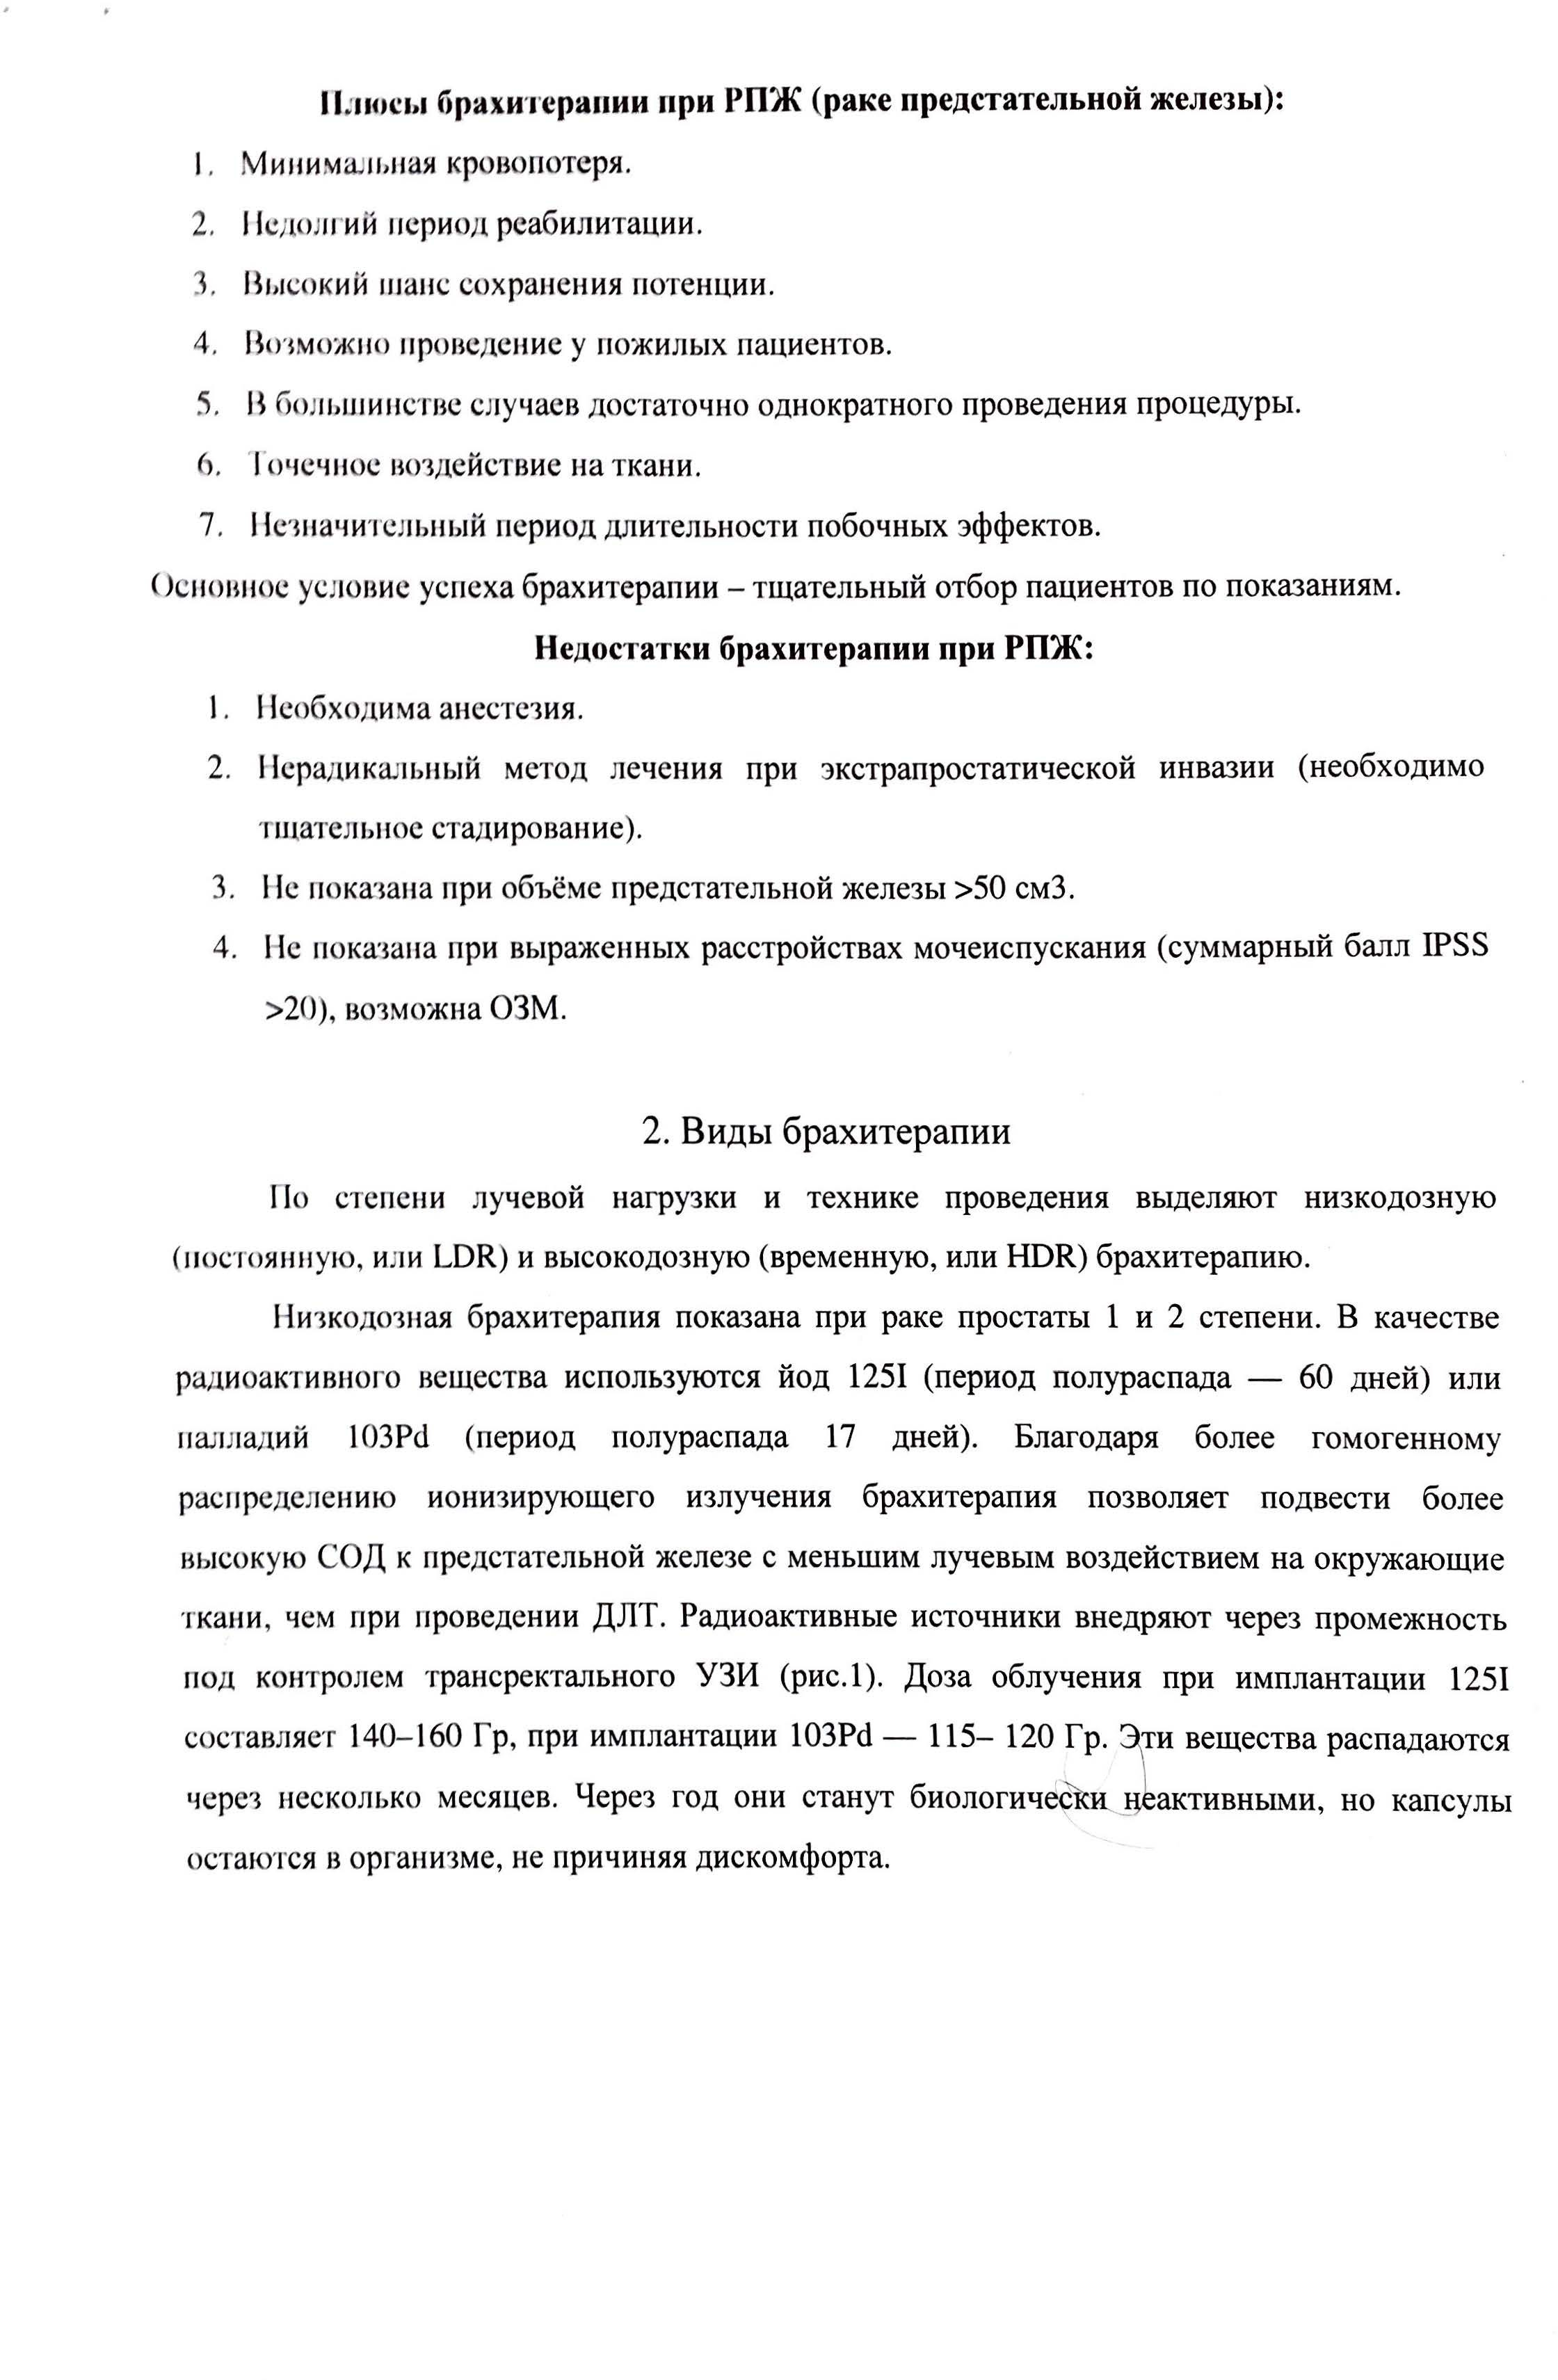 Плюсы брахитерапии при РПЖ (раке предстательной железы):
1. Минимальная кровопотеря.
2. Недолгий период реабилитации.
3. Высокий шанс сохранения потенции.
4. Возможно проведение у пожилых пациентов.
5. В большинстве случаев достаточно однократного проведения процедуры.
6. Точечное воздействие на ткани.
7. Незначительный период длительности побочных эффектов.
Основное условие успеха брахитерапии – тщательный отбор пациентов по показаниям.
Недостатки брахитерапии при РПЖ:
1. Необходима анестезия.
2. Нерадикальный метод лечения при экстрапростатической инвазии (необходимо
тщательное стадирование).
3. Не показана при объёме предстательной железы >50 см3.
4. Не показана при выраженных расстройствах мочеиспускания (суммарный балл IPSS
>20), возможна ОЗМ.
2. Виды брахитерапии
По степени лучевой нагрузки и технике проведения выделяют низкодозную
(постоянную, или LDR) и высокодозную (временную, или HDR) брахитерапию.
Низкодозная брахитерапия показана при раке простаты 1 и 2 степени. В качестве
радиоактивного вещества используются йод 125I (период полураспада — 60 дней) или
палладий 103Pd (период полураспада 17 дней). Благодаря более гомогенному
распределению ионизирующего излучения брахитерапия позволяет подвести более
высокую СОД к предстательной железе с меньшим лучевым воздействием на окружающие
ткани, чем при проведении ДЛТ. Радиоактивные источники внедряют через промежность
под контролем трансректального УЗИ (рис.1). Доза облучения при имплантации 125I
составляет 140–160 Гр, при имплантации 103Pd — 115– 120 Гр. Эти вещества распадаются
через несколько месяцев. Через год они станут биологически неактивными, но капсулы
остаются в организме, не причиняя дискомфорта.